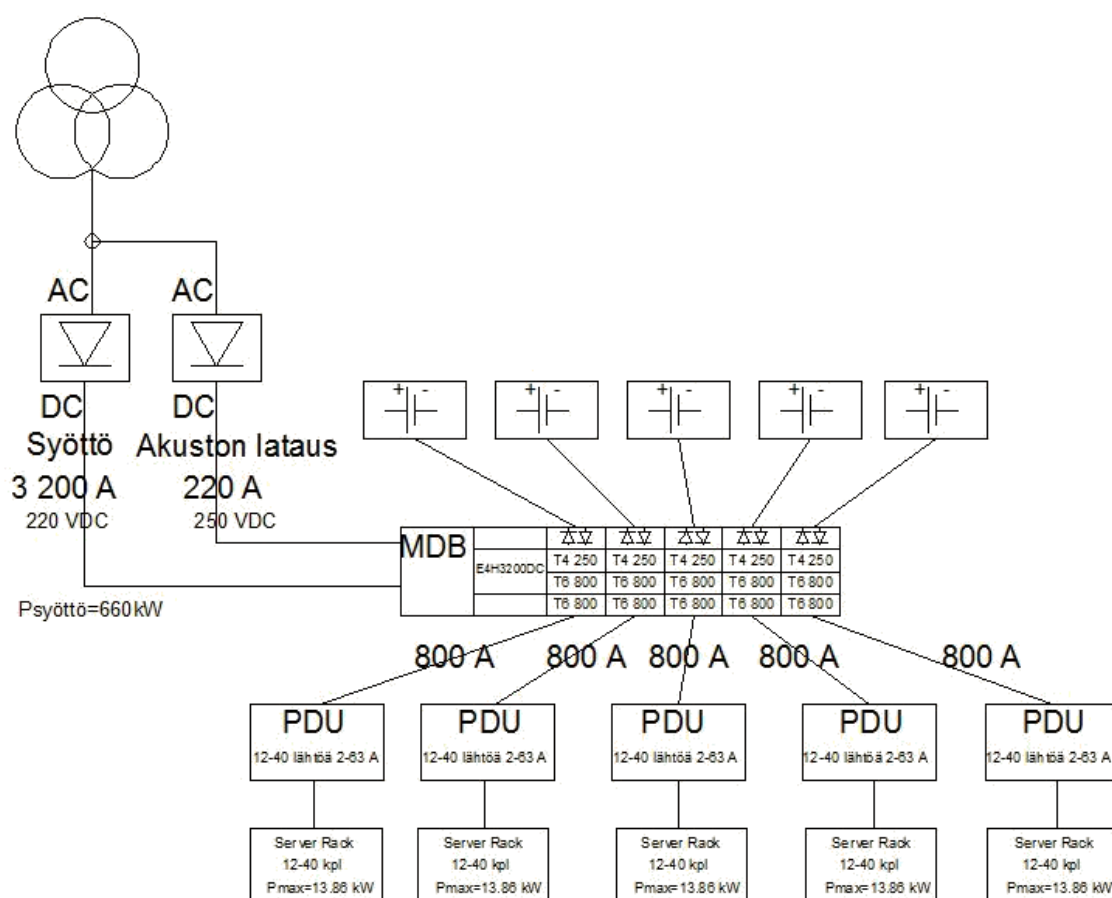 AC AC
DC DC
Syöttö Akuston lataus
3 200 A 220 A
220 VDC 250 VDC
Psyöttö=660kW
+ - + - + - + - + -
MDB
E4H3200DC
T4 250 T4 250 T4 250 T4 250 T4 250
T6 800 T6 800 T6 800 T6 800 T6 800
T6 800 T6 800 T6 800 T6 800 T6 800
800 A 800 A 800 A 800 A 800 A
PDU PDU PDU PDU PDU
12-40 lähtöä 2-63 A 12-40 lähtöä 2-63 A 12-40 lähtöä 2-63 A 12-40 lähtöä 2-63 A 12-40 lähtöä 2-63 A
Server Rack Server Rack Server Rack Server Rack Server Rack
12-40 kpl 12-40 kpl 12-40 kpl 12-40 kpl 12-40 kpl
Pmax=13.86 kW Pmax=13.86 kW Pmax=13.86 kW Pmax=13.86 kW Pmax=13.86 kW